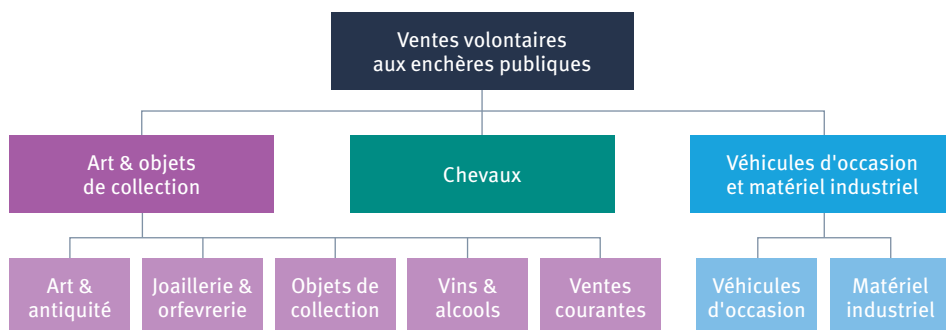 Ventes volontaires
aux enchères publiques
Art & objets
de collection
Chevaux
Véhicules d'occasion
et matériel industriel
Art &
antiquité
Joaillerie &
orfevrerie
Objets de
collection
Vins &
alcools
Ventes
courantes
Véhicules
d'occasion
Matériel
industriel